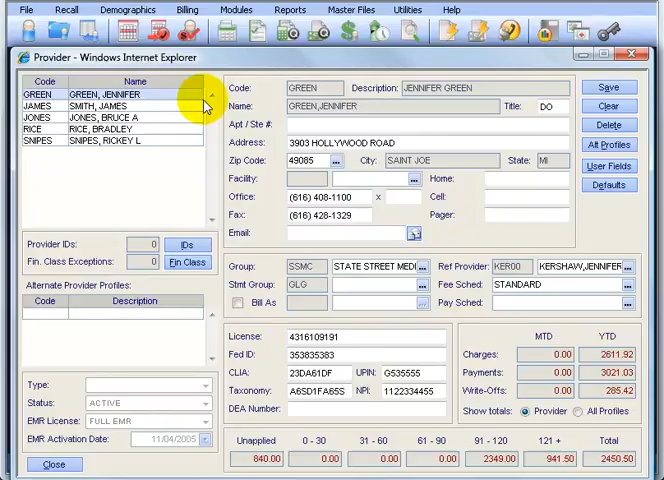 File Recall Demographics Billing Modules Reports Master Files Utilities Help
Provider - Windows Internet Explorer
Code Name
GREEN GREEN, JENNIFER
JAMES SMITH, JAMES
JONES JONES, BRUCE A
RICE RICE, BRADLEY
SNIPES SNIPES, RICKEY L
Provider IDs: 0 IDs
Fin. Class Exceptions: 0 Fin Class
Alternate Provider Profiles:
Code Description
Type:
Status: ACTIVE
EMR License: FULL EMR
EMR Activation Date: 11/04/2005
Close
Code: GREEN Description: JENNIFER GREEN
Name: GREEN,JENNIFER Title: DO
Apt / Ste #:
Address: 3903 HOLLYWOOD ROAD
Zip Code: 49085 ... City: SAINT JOE State: MI
Facility: ... Home:
Office: (616) 408-1100 x Cell:
Fax: (616) 428-1329 Pager:
Email:
Save
Clear
Delete
Alt Profiles
User Fields
Defaults
Group: SSMC STATE STREET MEDI ... Ref Provider: KER00 KERSHAW,JENNIFER ...
Stmt Group: GLG ... Fee Sched: STANDARD ...
Bill As ... Pay Sched: ...
License: 4316109191
Fed ID: 353835383
CLIA: 23DA61DF UPIN: G535555
Taxonomy: A6SD1FA65S NPI: 1122334455
DEA Number:
MTD YTD
Charges: 0.00 2611.92
Payments: 0.00 3021.03
Write-Offs: 0.00 285.42
Show totals: Provider All Profiles
Unapplied 0 - 30 31 - 60 61 - 90 91 - 120 121 + Total
840.00 0.00 0.00 0.00 2349.00 941.50 2450.50